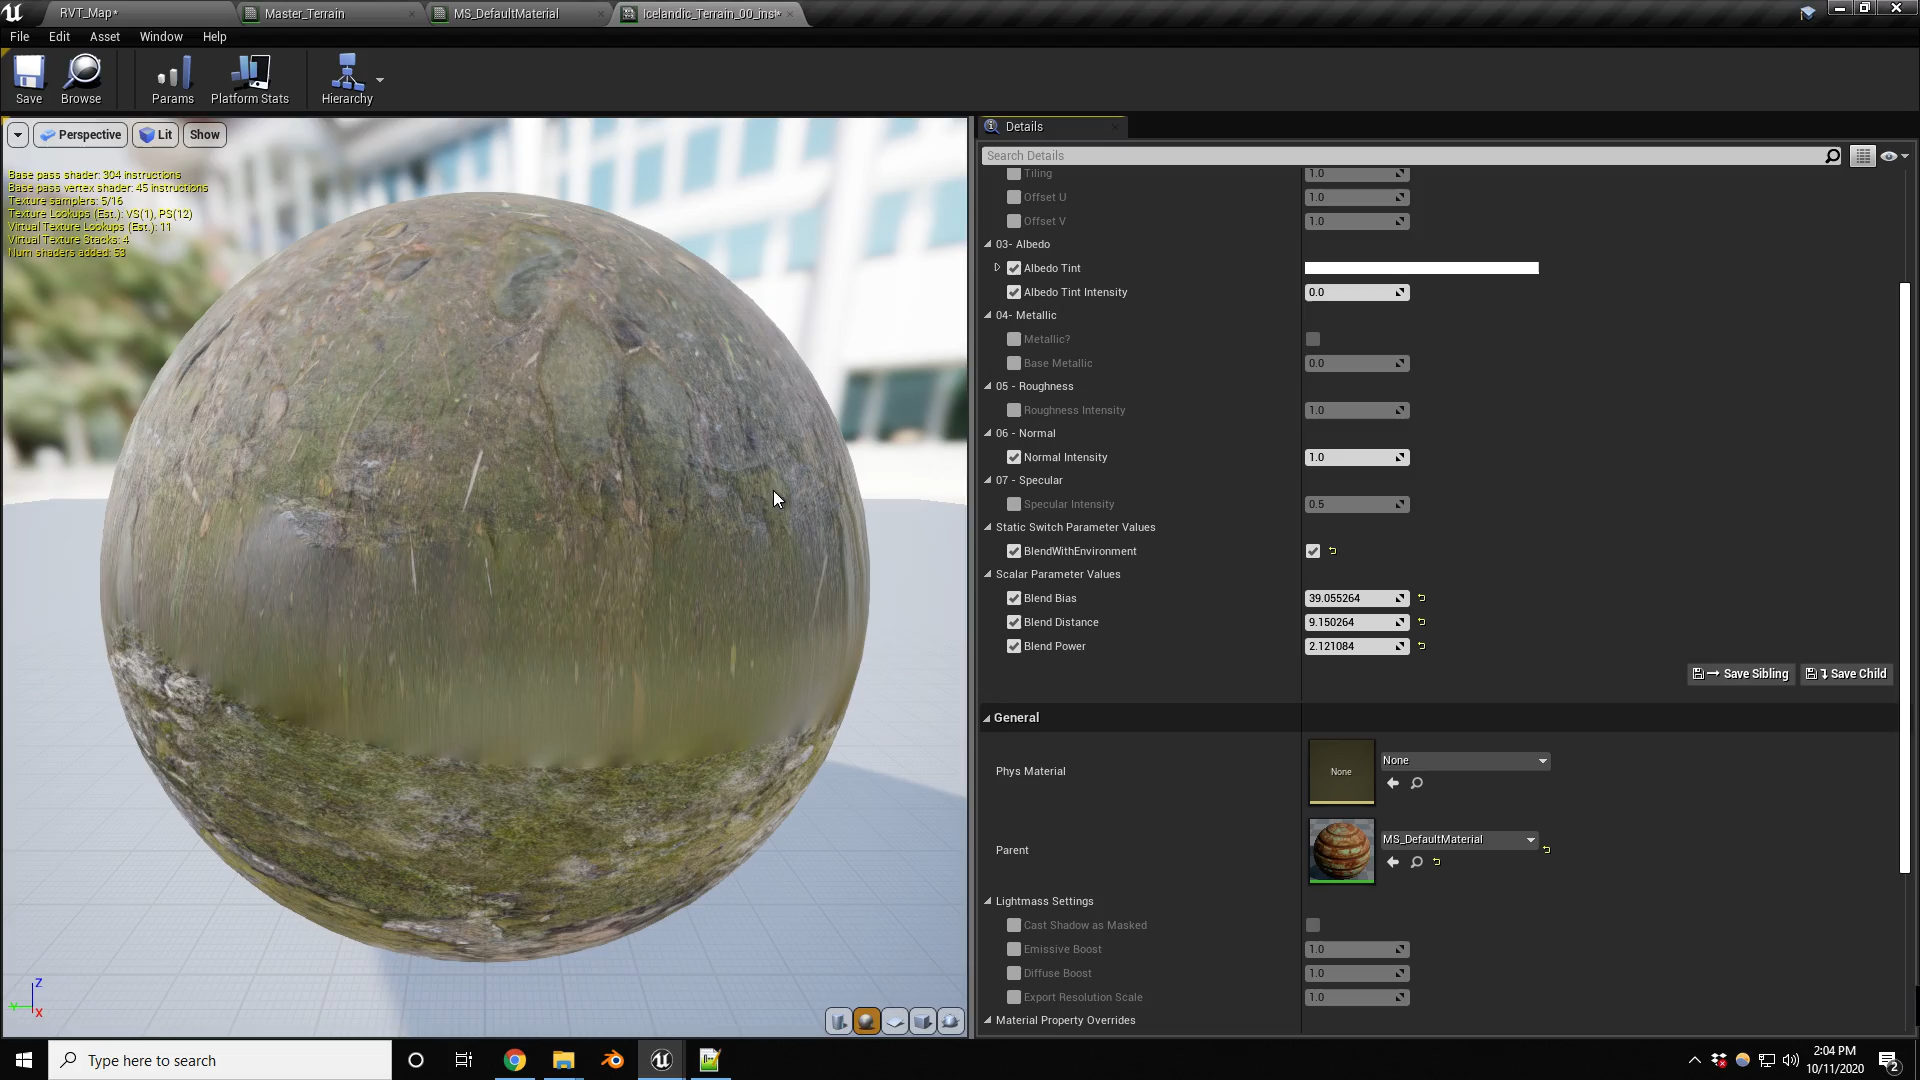 RVT_Map*
Master_Terrain
MS_DefaultMaterial
Icelandic_Terrain_00_inst*
File
Edit
Asset
Window
Help
Save
Browse
Params
Platform Stats
Hierarchy
Perspective
Lit
Show
Base pass shader: 304 instructions
Base pass vertex shader: 45 instructions
Texture samplers: 5/16
Texture Lookups (Est.): VS(1), PS(12)
Virtual Texture Lookups (Est.): 11
Virtual Texture Stacks: 4
Num shaders added: 53
Z
Y
X
Details
Search Details
Tiling 1.0
Offset U 1.0
Offset V 1.0
03- Albedo
Albedo Tint
Albedo Tint Intensity 0.0
04- Metallic
Metallic?
Base Metallic 0.0
05 - Roughness
Roughness Intensity 1.0
06 - Normal
Normal Intensity 1.0
07 - Specular
Specular Intensity 0.5
Static Switch Parameter Values
BlendWithEnvironment
Scalar Parameter Values
Blend Bias 39.055264
Blend Distance 9.150264
Blend Power 2.121084
Save Sibling
Save Child
General
Phys Material
None
None
Parent
MS_DefaultMaterial
Lightmass Settings
Cast Shadow as Masked
Emissive Boost 1.0
Diffuse Boost 1.0
Export Resolution Scale 1.0
Material Property Overrides
Type here to search
2:04 PM
10/11/2020
2